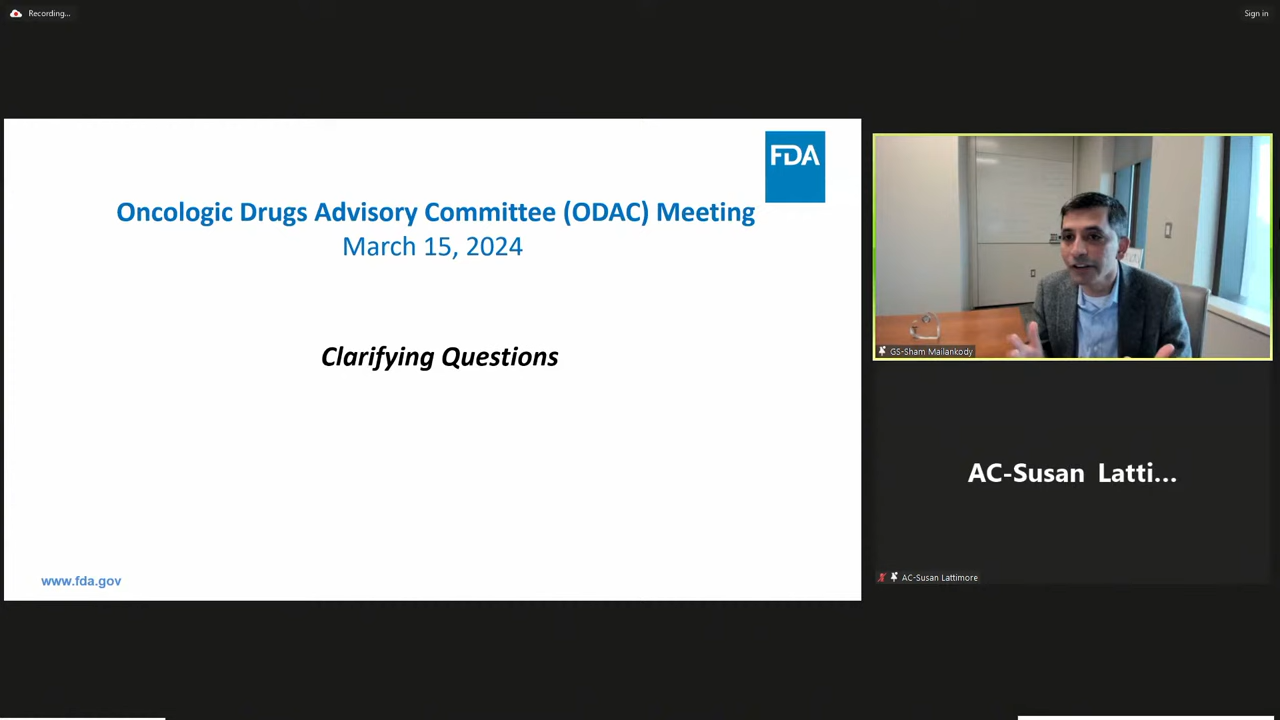 Recording...
Sign in
FDA
Oncologic Drugs Advisory Committee (ODAC) Meeting
March 15, 2024
Clarifying Questions
www.fda.gov
GS-Sham Mailankody
AC-Susan Latti...
AC-Susan Lattimore